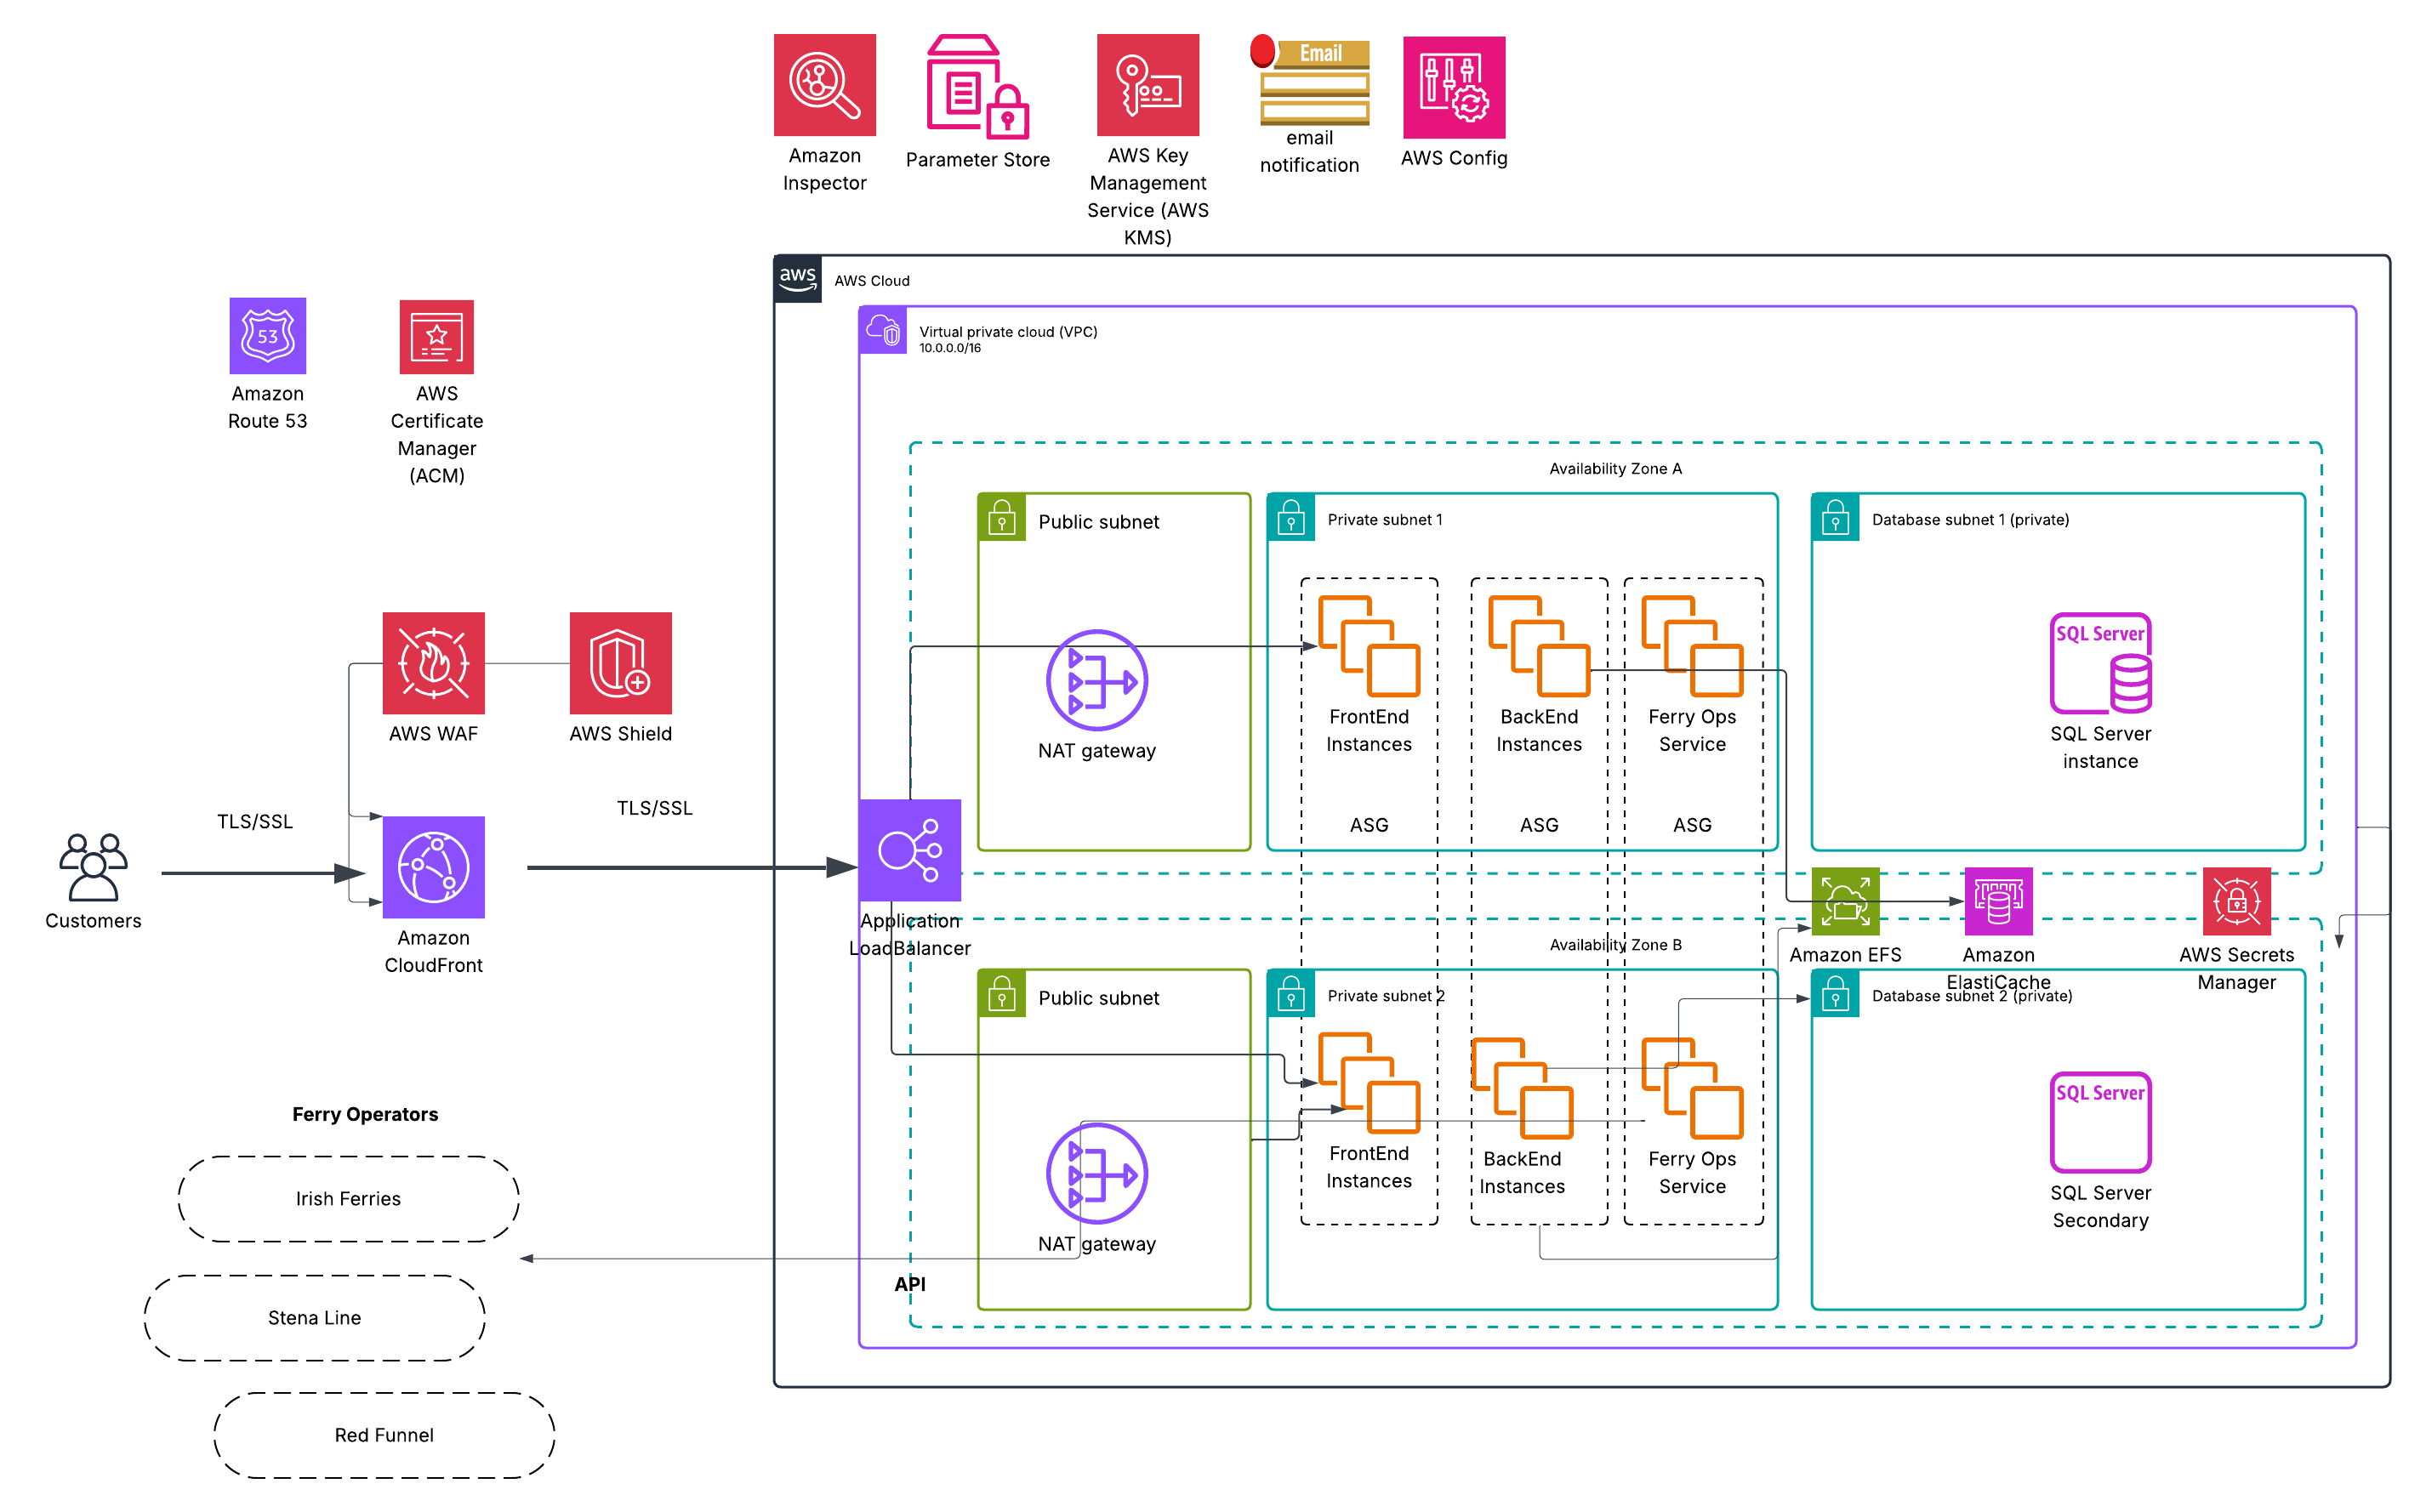 Email
Amazon
Inspector
Parameter Store
AWS Key
Management
Service (AWS
KMS)
email
notification
AWS Config
aws
AWS Cloud
Virtual private cloud (VPC)
10.0.0.0/16
53
Amazon
Route 53
AWS
Certificate
Manager
(ACM)
Availability Zone A
Public subnet
Private subnet 1
Database subnet 1 (private)
SQL Server
AWS WAF
AWS Shield
NAT gateway
FrontEnd
Instances
BackEnd
Instances
Ferry Ops
Service
SQL Server
instance
TLS/SSL
TLS/SSL
ASG
ASG
ASG
Customers
Amazon
CloudFront
Application
LoadBalancer
Availability Zone B
Amazon EFS
Amazon
ElastiCache
AWS Secrets
Manager
Public subnet
Private subnet 2
Database subnet 2 (private)
SQL Server
NAT gateway
FrontEnd
Instances
BackEnd
Instances
Ferry Ops
Service
SQL Server
Secondary
API
Ferry Operators
Irish Ferries
Stena Line
Red Funnel